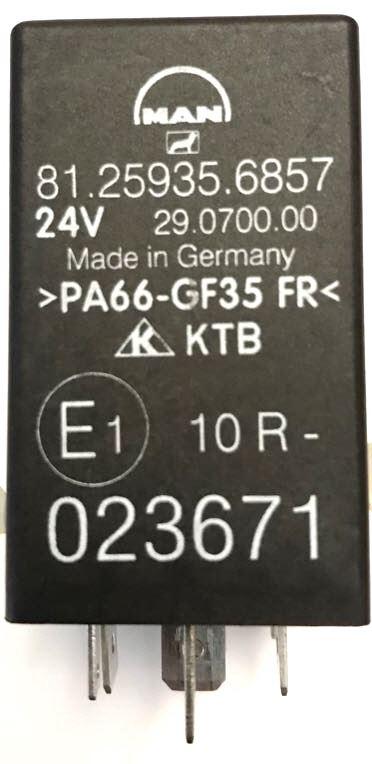 MAN
81.25935.6857
24V 29.0700.00
Made in Germany
>PA66-GF35 FR<
K KTB
E1 10 R -
023671